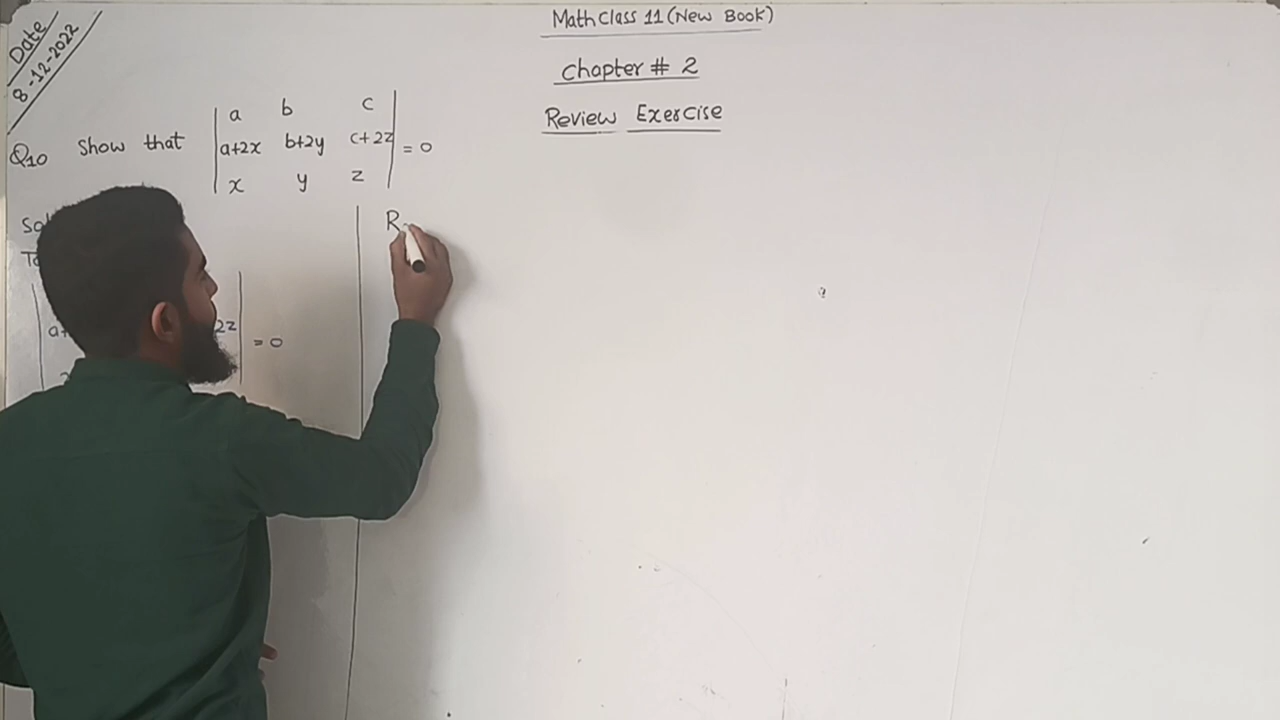 Date
8-12-2022
Math Class 11 (New Book)
Chapter # 2
Review Exercise
Q10 Show that
a b c
a+2x b+2y c+2z = 0
x y z
R
2z = 0